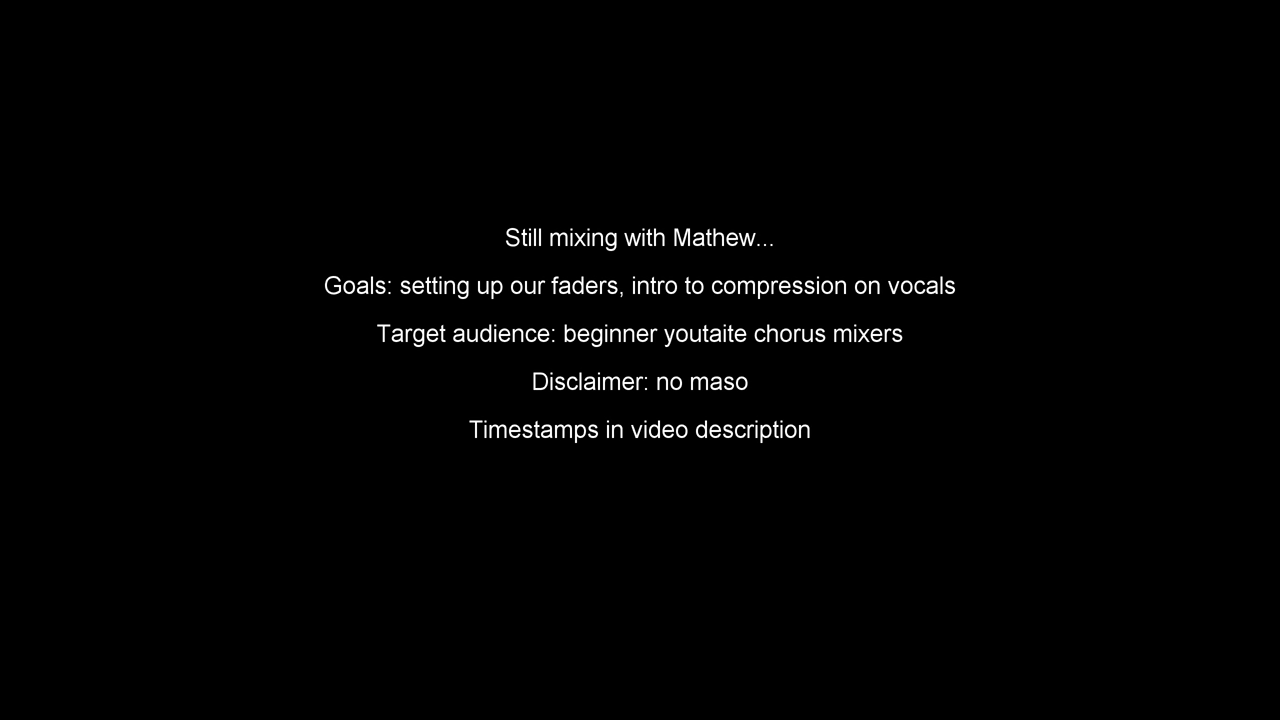 Still mixing with Mathew...
Goals: setting up our faders, intro to compression on vocals
Target audience: beginner youtaite chorus mixers
Disclaimer: no maso
Timestamps in video description